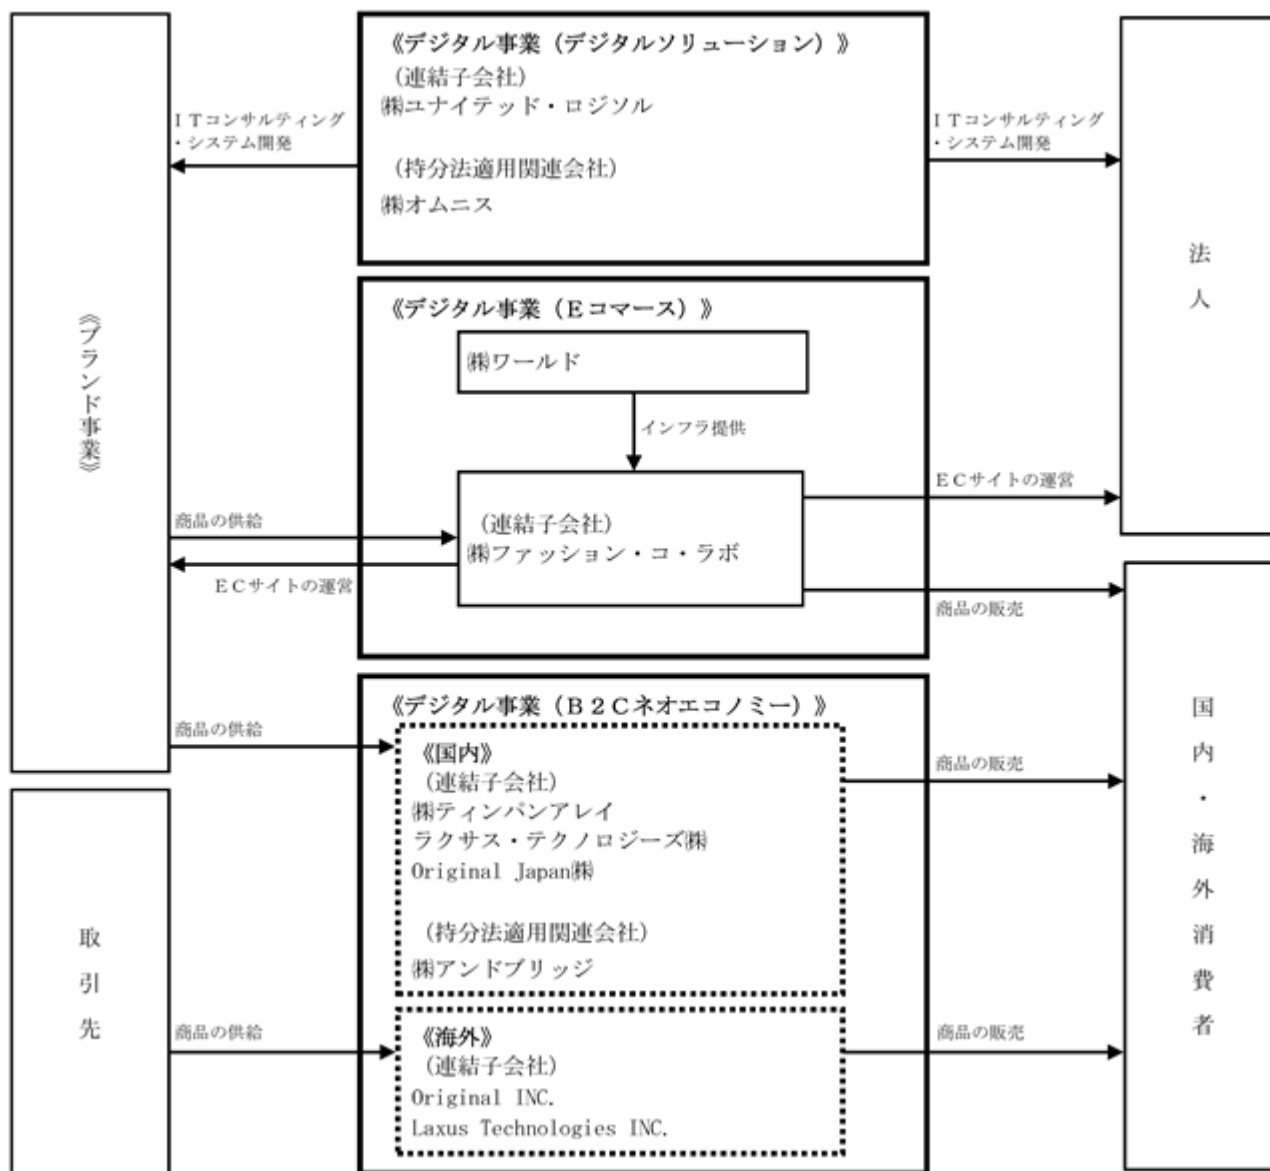 《デジタル事業（デジタルソリューション）》
（連結子会社）
㈱ユナイテッド・ロジソル
（持分法適用関連会社）
㈱オムニス
ＩＴコンサルティング
・システム開発
ＩＴコンサルティング
・システム開発
法人
《ブランド事業》
《デジタル事業（Ｅコマース）》
㈱ワールド
インフラ提供
（連結子会社）
㈱ファッション・コ・ラボ
商品の供給
ＥＣサイトの運営
ＥＣサイトの運営
商品の販売
《デジタル事業（Ｂ２Ｃネオエコノミー）》
商品の供給
《国内》
（連結子会社）
㈱ティンパンアレイ
ラクサス・テクノロジーズ㈱
Original Japan㈱
（持分法適用関連会社）
㈱アンドブリッジ
商品の販売
国内・海外消費者
取引先
商品の供給
《海外》
（連結子会社）
Original INC.
Laxus Technologies INC.
商品の販売